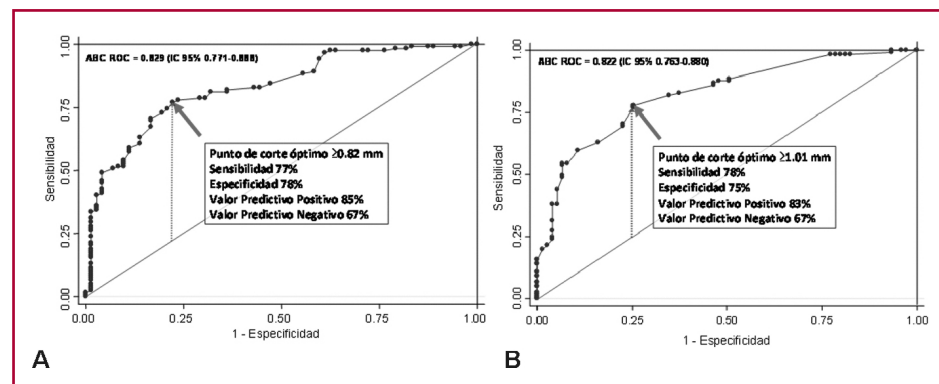 1.00
0.75
0.50
0.25
0.00
Sensibilidad
ABC ROC = 0.829 (IC 95% 0.771-0.888)
Punto de corte óptimo ≥0.82 mm
Sensibilidad 77%
Especificidad 78%
Valor Predictivo Positivo 85%
Valor Predictivo Negativo 67%
0.00 0.25 0.50 0.75 1.00
1 - Especificidad
A
1.00
0.75
0.50
0.25
0.00
Sensibilidad
ABC ROC = 0.822 (IC 95% 0.763-0.880)
Punto de corte óptimo ≥1.01 mm
Sensibilidad 78%
Especificidad 75%
Valor Predictivo Positivo 83%
Valor Predictivo Negativo 67%
0.00 0.25 0.50 0.75 1.00
1 - Especificidad
B